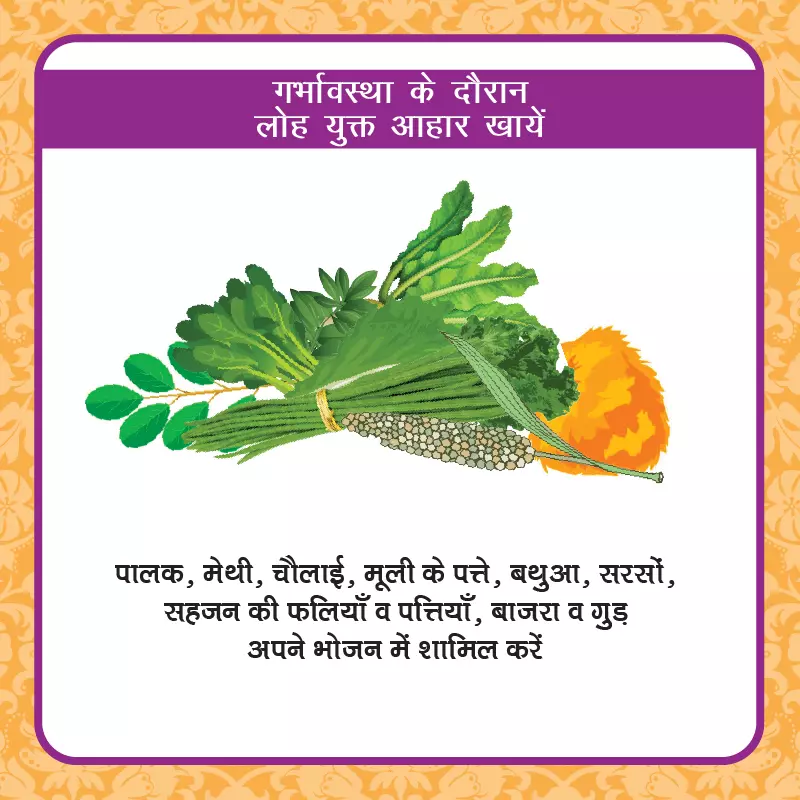 गर्भावस्था के दौरान
लोह युक्त आहार खायें
पालक, मेथी, चौलाई, मूली के पत्ते, बथुआ, सरसों,
सहजन की फलियाँ व पत्तियाँ, बाजरा व गुड़
अपने भोजन में शामिल करें